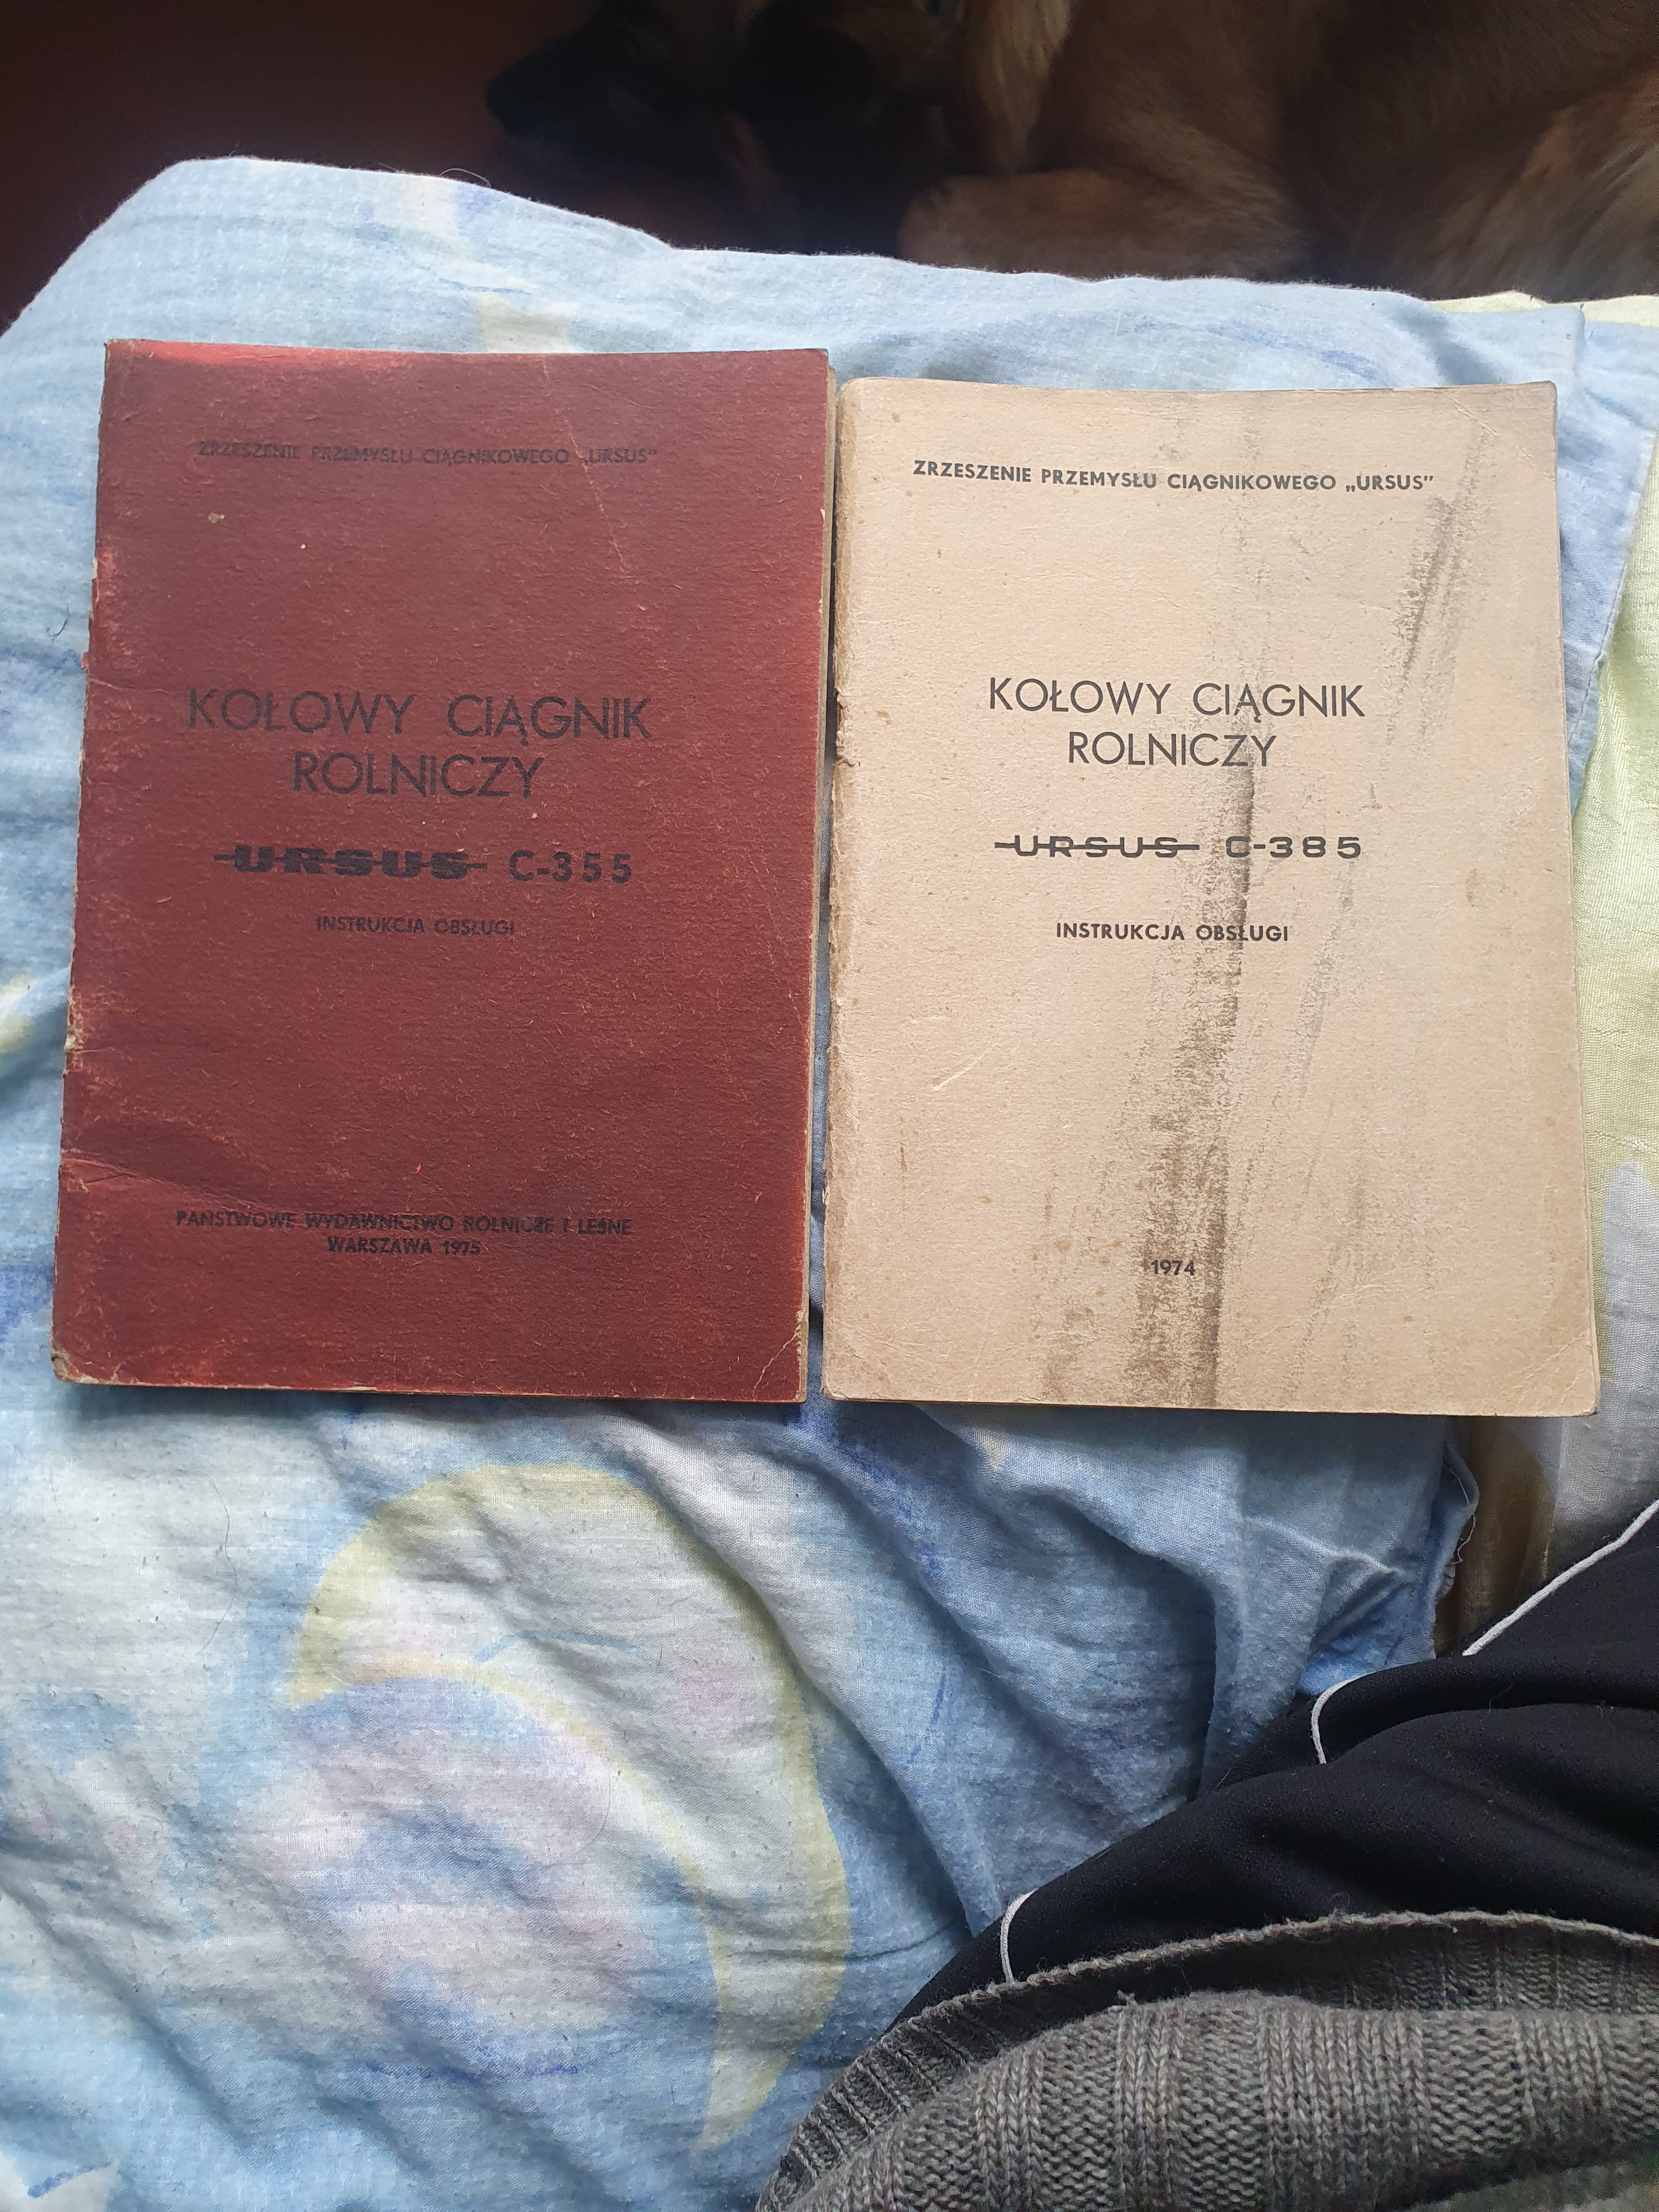 ZRZESZENIE PRZEMYSŁU CIĄGNIKOWEGO „URSUS”
KOŁOWY CIĄGNIK
ROLNICZY
URSUS C-355
INSTRUKCJA OBSŁUGI
PAŃSTWOWE WYDAWNICTWO ROLNICZE I LEŚNE
WARSZAWA 1975
ZRZESZENIE PRZEMYSŁU CIĄGNIKOWEGO „URSUS”
KOŁOWY CIĄGNIK
ROLNICZY
URSUS C-385
INSTRUKCJA OBSŁUGI
1974